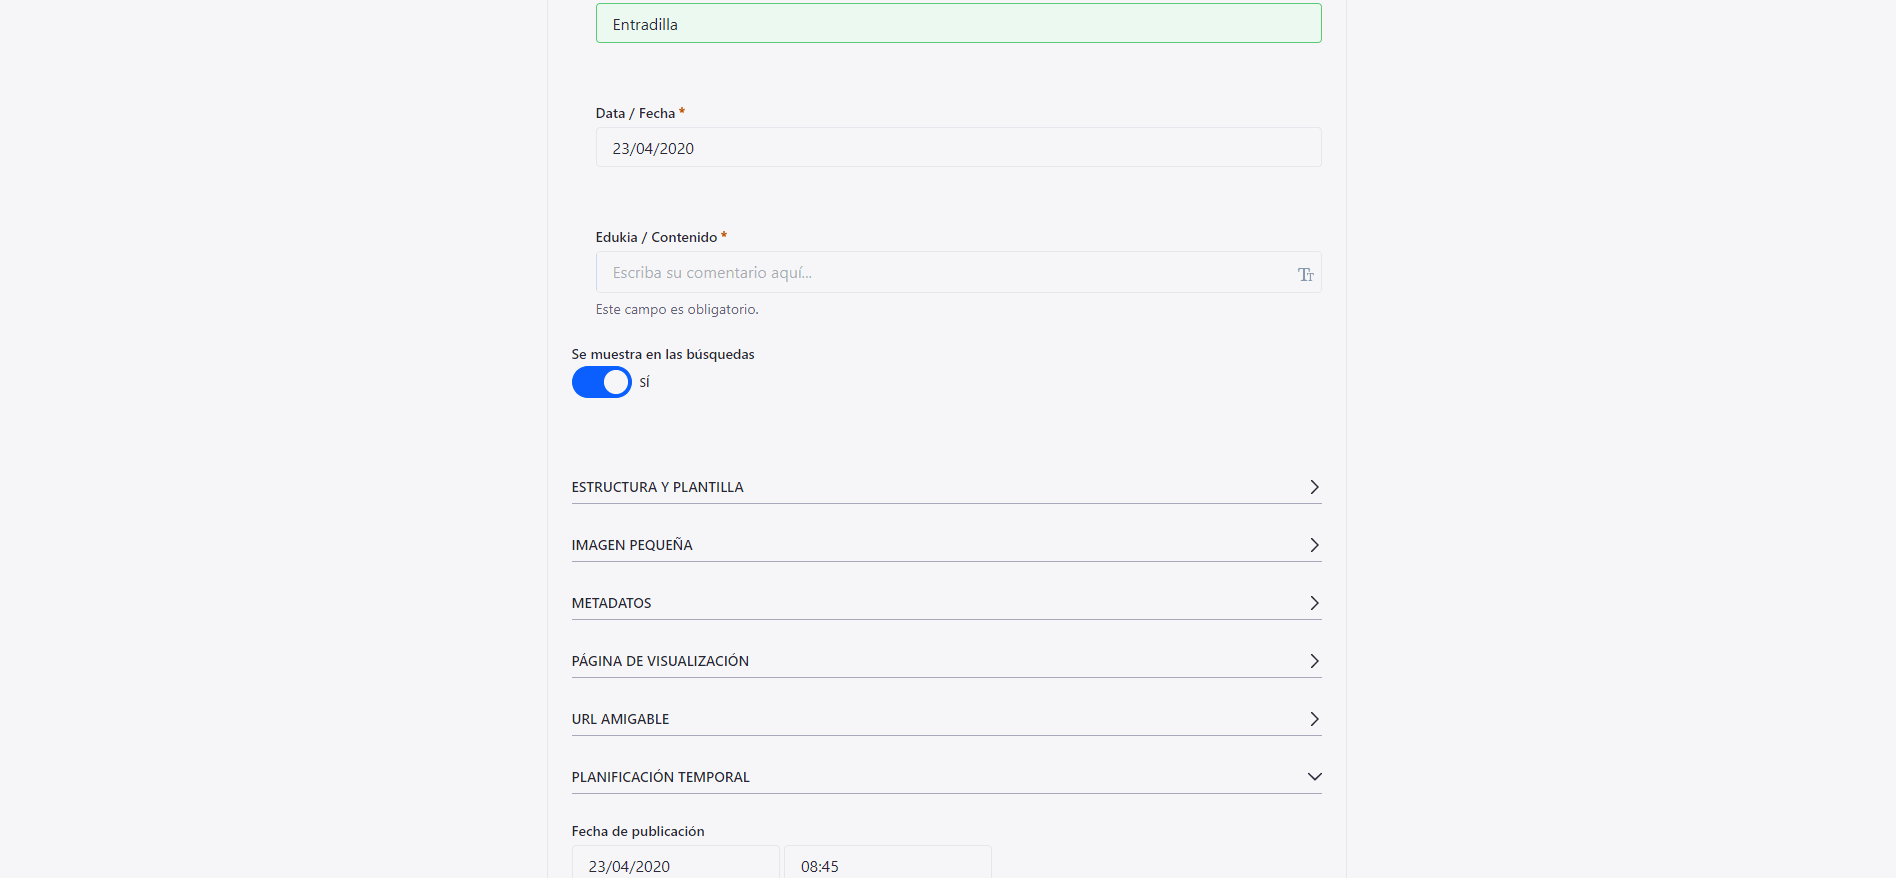 Entradilla
Data / Fecha *
23/04/2020
Edukia / Contenido *
Escriba su comentario aquí...
Este campo es obligatorio.
Se muestra en las búsquedas
SÍ
ESTRUCTURA Y PLANTILLA
IMAGEN PEQUEÑA
METADATOS
PÁGINA DE VISUALIZACIÓN
URL AMIGABLE
PLANIFICACIÓN TEMPORAL
Fecha de publicación
23/04/2020 08:45